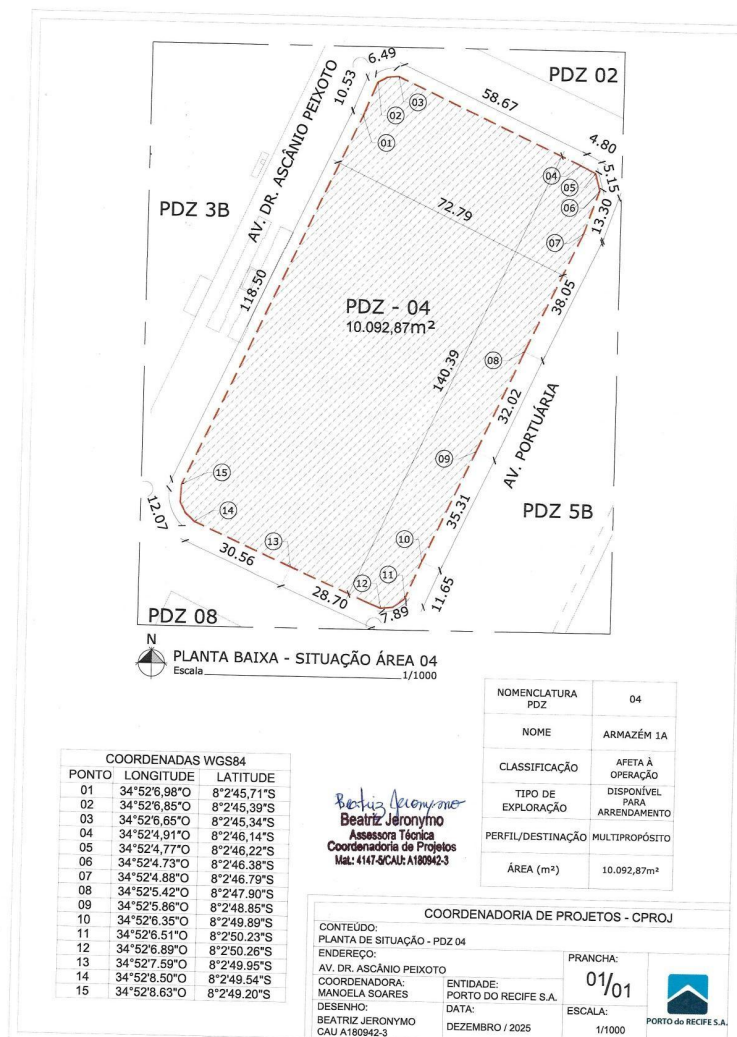 6.49
10.53
AV. DR. ASCÂNIO PEIXOTO
58.67
PDZ 02
4.80
5.15
13.30
01
02
03
04
05
06
07
PDZ 3B
72.79
118.50
PDZ - 04
10.092,87m²
140.39
38.05
08
32.02
AV. PORTUÁRIA
09
35.31
PDZ 5B
15
14
12.07
13
10
11
12
30.56
28.70
7.89
11.65
PDZ 08
N
PLANTA BAIXA - SITUAÇÃO ÁREA 04
Escala 1/1000
NOMENCLATURA PDZ 04
NOME ARMAZÉM 1A
CLASSIFICAÇÃO AFETA À OPERAÇÃO
TIPO DE EXPLORAÇÃO DISPONÍVEL PARA ARRENDAMENTO
PERFIL/DESTINAÇÃO MULTIPROPÓSITO
ÁREA (m²) 10.092,87m²
COORDENADAS WGS84
PONTO LONGITUDE LATITUDE
01 34°52'6,98"O 8°2'45,71"S
02 34°52'6,85"O 8°2'45,39"S
03 34°52'6,65"O 8°2'45,34"S
04 34°52'4,91"O 8°2'46,14"S
05 34°52'4,77"O 8°2'46,22"S
06 34°52'4.73"O 8°2'46.38"S
07 34°52'4.88"O 8°2'46.79"S
08 34°52'5.42"O 8°2'47.90"S
09 34°52'5.86"O 8°2'48.85"S
10 34°52'6.35"O 8°2'49.89"S
11 34°52'6.51"O 8°2'50.23"S
12 34°52'6.89"O 8°2'50.26"S
13 34°52'7.59"O 8°2'49.95"S
14 34°52'8.50"O 8°2'49.54"S
15 34°52'8.63"O 8°2'49.20"S
Beatriz Jeronymo
Beatriz Jeronymo
Assessora Técnica
Coordenadoria de Projetos
Mat.: 4147-5/CAU: A180942-3
COORDENADORIA DE PROJETOS - CPROJ
CONTEÚDO:
PLANTA DE SITUAÇÃO - PDZ 04
ENDEREÇO:
AV. DR. ASCÂNIO PEIXOTO
COORDENADORA:
MANOELA SOARES
ENTIDADE:
PORTO DO RECIFE S.A.
DESENHO:
BEATRIZ JERONYMO
CAU A180942-3
DATA:
DEZEMBRO / 2025
PRANCHA:
01/01
ESCALA:
1/1000
PORTO do RECIFE S.A.